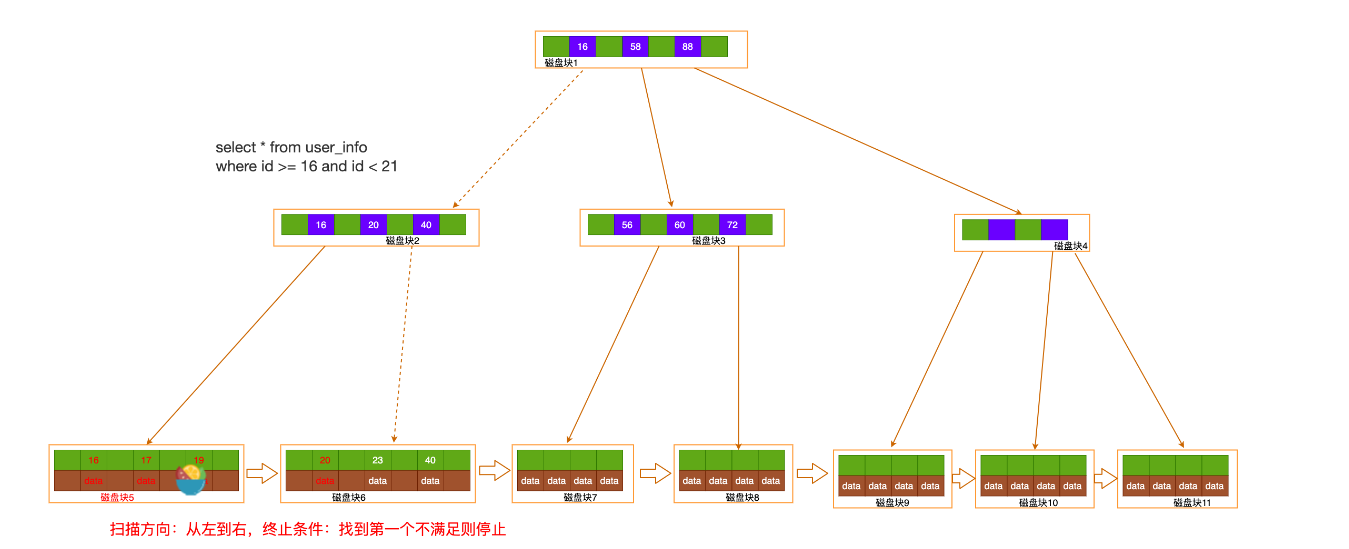 16 58 88
磁盘块1
select * from user_info
where id >= 16 and id < 21
16 20 40
磁盘块2
56 60 72
磁盘块3
磁盘块4
16 17 19
data data
磁盘块5
20 23 40
data data data
磁盘块6
data data data data
磁盘块7
data data data data
磁盘块8
data data data data
磁盘块9
data data data data
磁盘块10
data data data data
磁盘块11
扫描方向：从左到右，终止条件：找到第一个不满足则停止